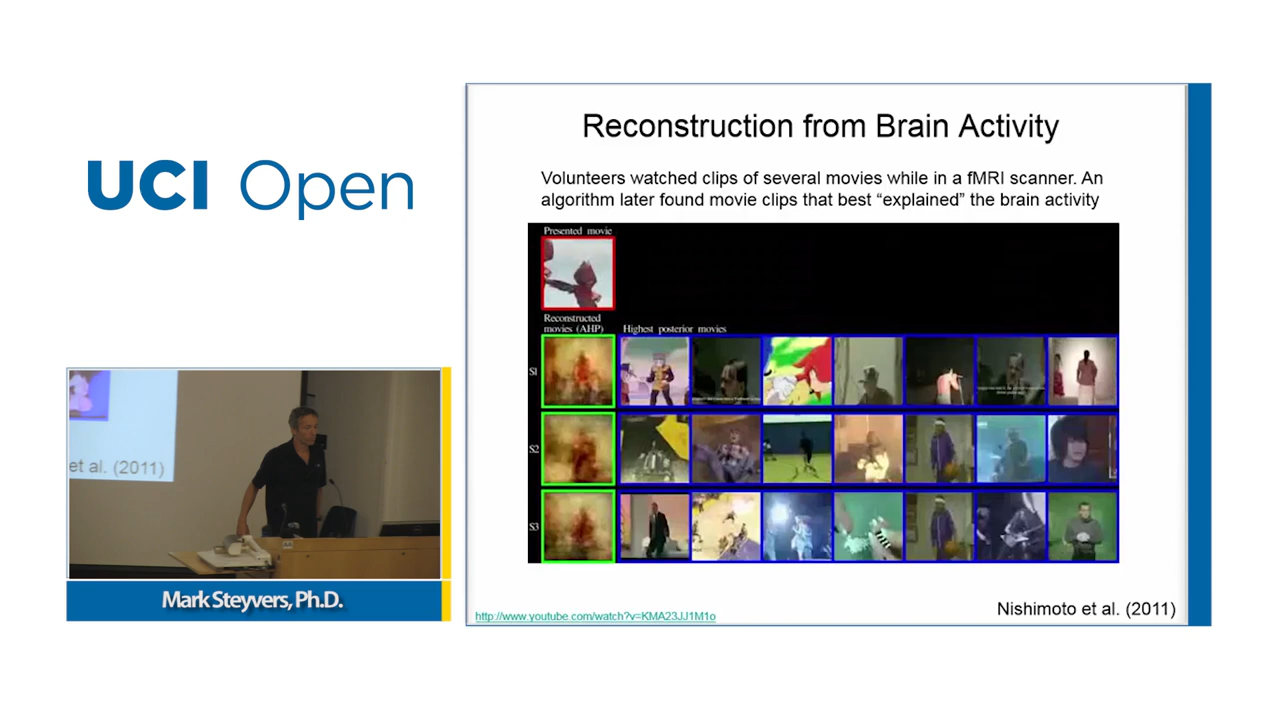 UCI Open
et al. (2011)
Mark Steyvers, Ph.D.
Reconstruction from Brain Activity
Volunteers watched clips of several movies while in a fMRI scanner. An
algorithm later found movie clips that best “explained” the brain activity
Presented movie
Reconstructed
movies (AHP)
Highest posterior movies
S1
S2
S3
http://www.youtube.com/watch?v=KMA23JJ1M1o
Nishimoto et al. (2011)